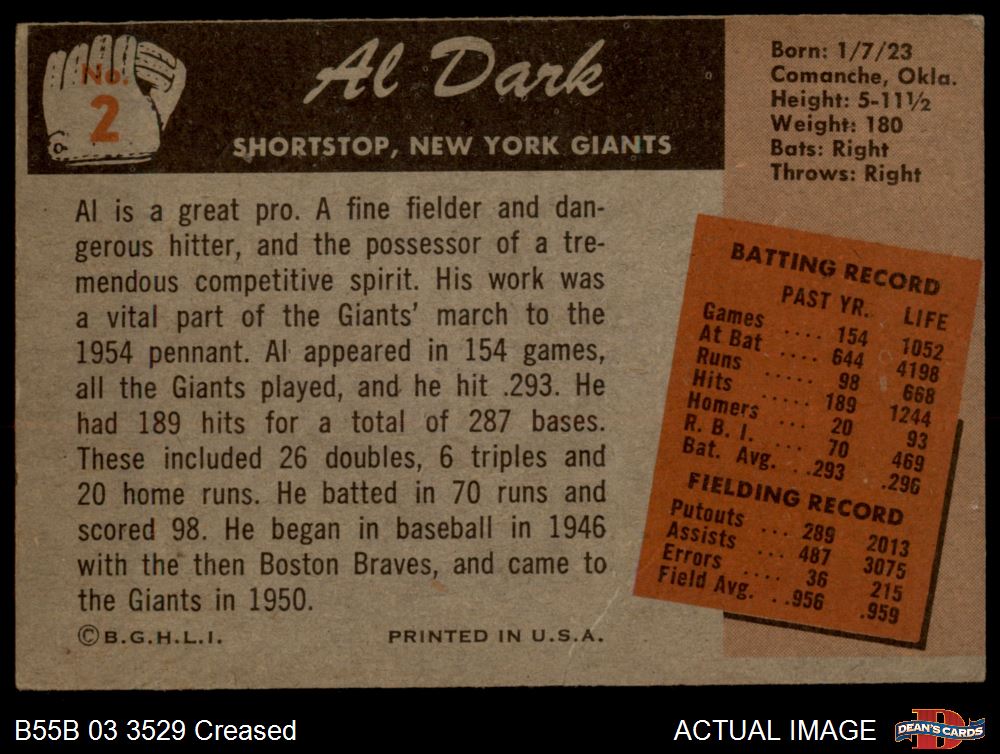 No.
2
Al Dark
SHORTSTOP, NEW YORK GIANTS
Born: 1/7/23
Comanche, Okla.
Height: 5-11½
Weight: 180
Bats: Right
Throws: Right
Al is a great pro. A fine fielder and dan-
gerous hitter, and the possessor of a tre-
mendous competitive spirit. His work was
a vital part of the Giants' march to the
1954 pennant. Al appeared in 154 games,
all the Giants played, and he hit .293. He
had 189 hits for a total of 287 bases.
These included 26 doubles, 6 triples and
20 home runs. He batted in 70 runs and
scored 98. He began in baseball in 1946
with the then Boston Braves, and came to
the Giants in 1950.
©B.G.H.L.I. PRINTED IN U.S.A.
BATTING RECORD
PAST YR. LIFE
Games .... 154 1052
At Bat .... 644 4198
Runs ..... 98 668
Hits ..... 189 1244
Homers ... 20 93
R. B. I. ... 70 469
Bat. Avg. ..293 .296
FIELDING RECORD
Putouts ... 289 2013
Assists ... 487 3075
Errors .... 36 215
Field Avg. ..956 .959
B55B 03 3529 Creased
ACTUAL IMAGE
DEAN'S CARDS